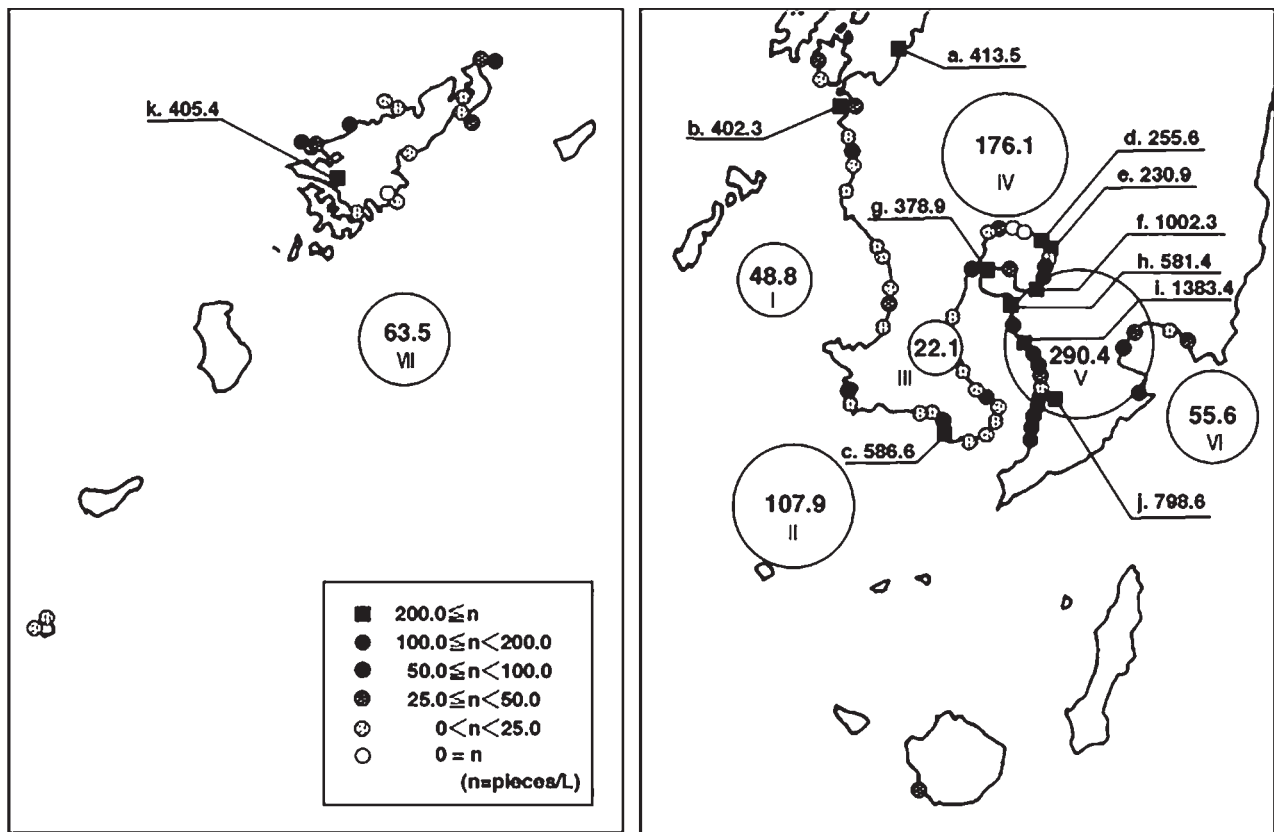 k. 405.4
63.5
VII
200.0≦n
100.0≦n<200.0
50.0≦n<100.0
25.0≦n<50.0
0<n<25.0
0 = n
(n=pieces/L)
a. 413.5
b. 402.3
176.1
IV
d. 255.6
e. 230.9
g. 378.9
f. 1002.3
h. 581.4
i. 1383.4
48.8
I
22.1
III
290.4
V
55.6
VI
c. 586.6
107.9
II
j. 798.6